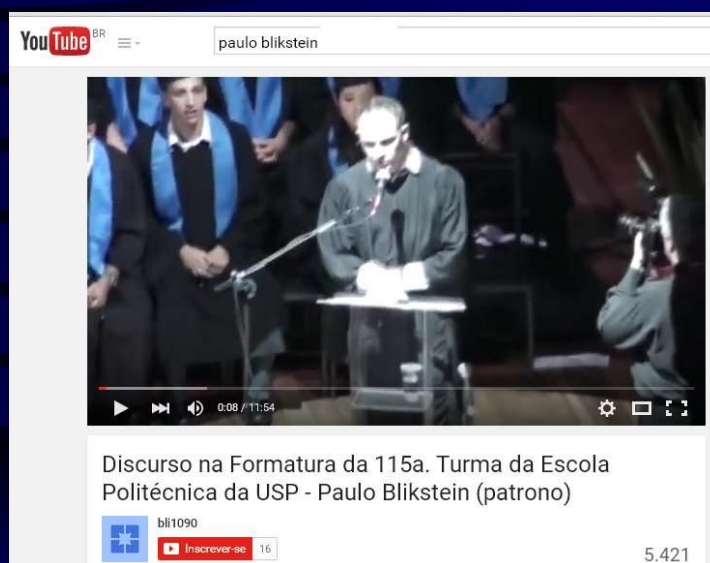 YouTube BR
paulo blikstein
0:08 / 11:54
Discurso na Formatura da 115a. Turma da Escola
Politécnica da USP - Paulo Blikstein (patrono)
bli1090
Inscrever-se 16
5.421